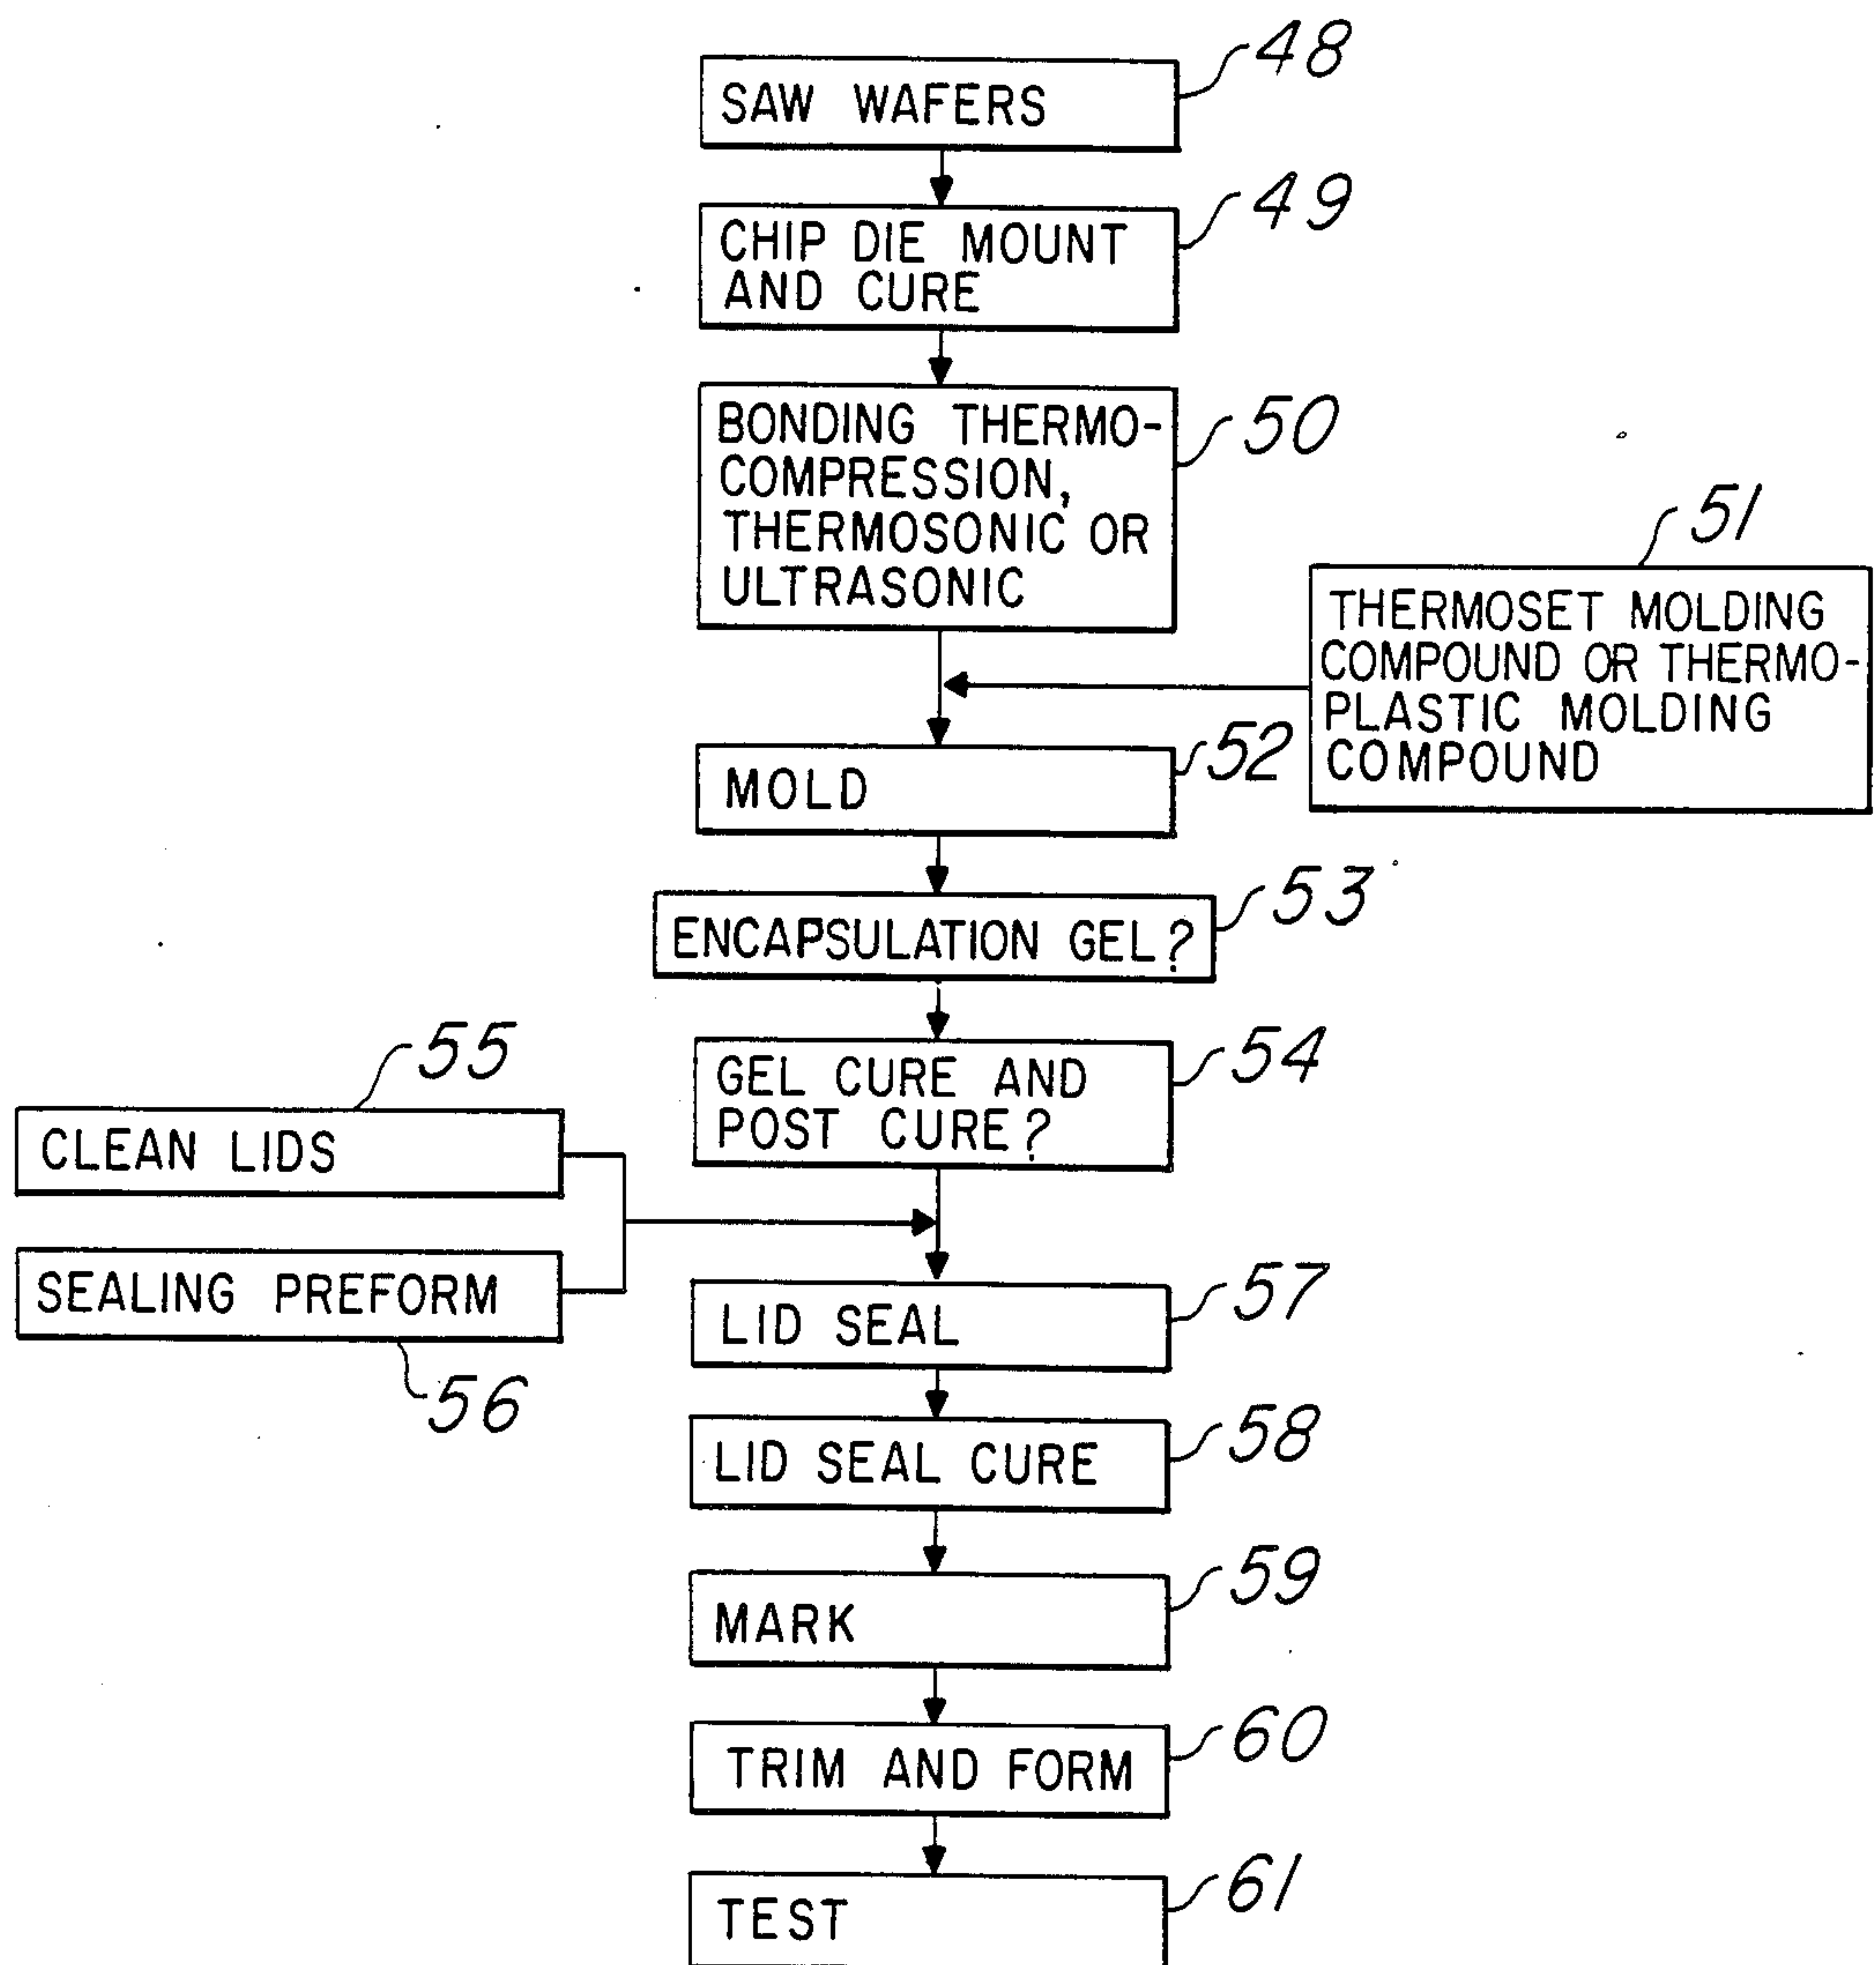 48
SAW WAFERS
49
CHIP DIE MOUNT
AND CURE
50
BONDING THERMO-
COMPRESSION,
THERMOSONIC OR
ULTRASONIC
51
THERMOSET MOLDING
COMPOUND OR THERMO-
PLASTIC MOLDING
COMPOUND
52
MOLD
53
ENCAPSULATION GEL?
54
GEL CURE AND
POST CURE?
55
CLEAN LIDS
SEALING PREFORM
56
57
LID SEAL
58
LID SEAL CURE
59
MARK
60
TRIM AND FORM
61
TEST